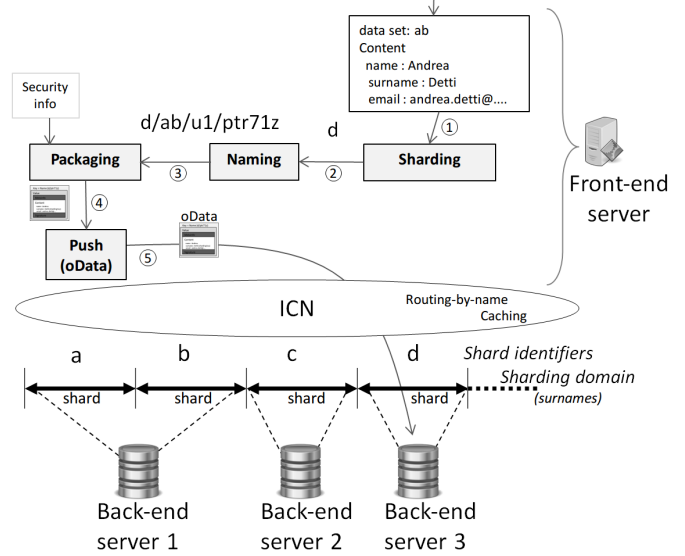 data set: ab
Content
name : Andrea
surname : Detti
email : andrea.detti@....
Security
info
d/ab/u1/ptr71z
d
1
Packaging
3
Naming
2
Sharding
Front-end
server
4
oData
Push
(oData)
5
ICN
Routing-by-name
Caching
a
b
c
d
Shard identifiers
Sharding domain
(surnames)
shard
shard
shard
shard
Back-end
server 1
Back-end
server 2
Back-end
server 3